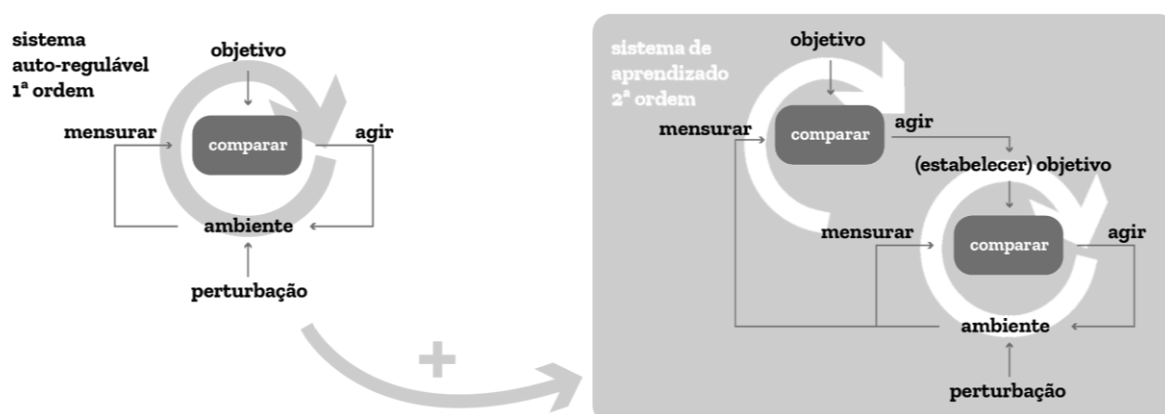 sistema
auto-regulável
1ª ordem
objetivo
mensurar
comparar
agir
ambiente
perturbação
+
sistema de
aprendizado
2ª ordem
objetivo
mensurar
comparar
agir
(estabelecer) objetivo
mensurar
comparar
agir
ambiente
perturbação